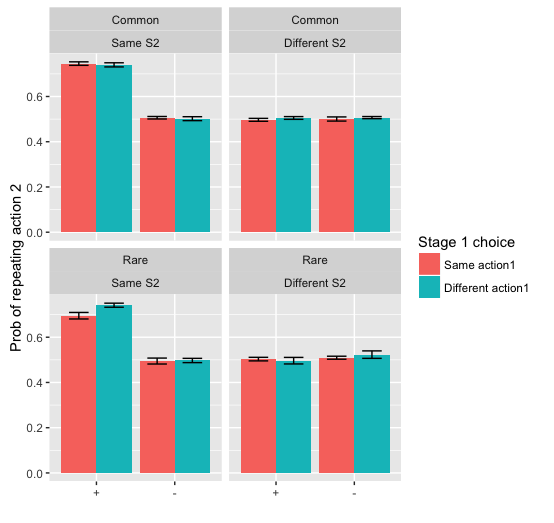 Common
Common
Same S2
Different S2
0.6
0.4
0.2
0.0
Rare
Rare
Same S2
Different S2
0.6
0.4
0.2
0.0
+
-
+
-
Prob of repeating action 2
Stage 1 choice
Same action1
Different action1